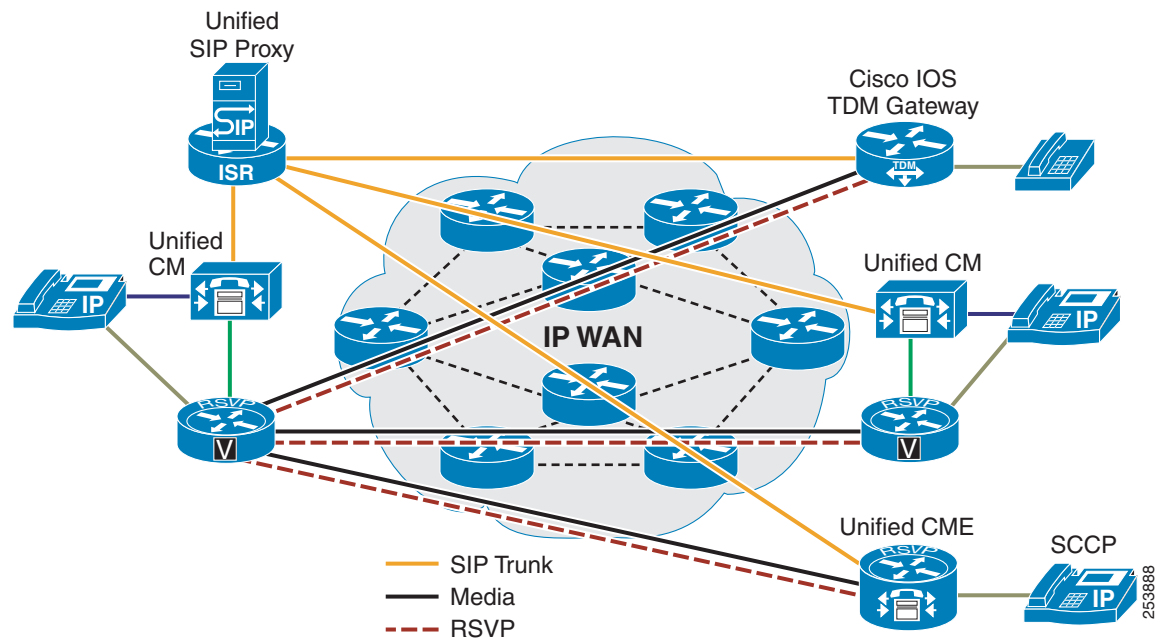 Unified
SIP Proxy
SIP
ISR
Cisco IOS
TDM Gateway
TDM
Unified
CM
IP
Unified CM
IP
IP WAN
RSVP
V
RSVP
V
Unified CME
RSVP
SCCP
IP
SIP Trunk
Media
RSVP
253888